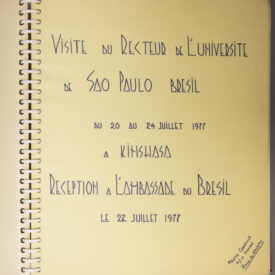 VISITE DU RECTEUR DE L'UNIVERSITE
DE SAO PAULO BRESIL
DU 20 AU 24 JUILLET 1977
A KINSHASA
RECEPTION A L'AMBASSADE DU BRESIL
LE 22 JUILLET 1977